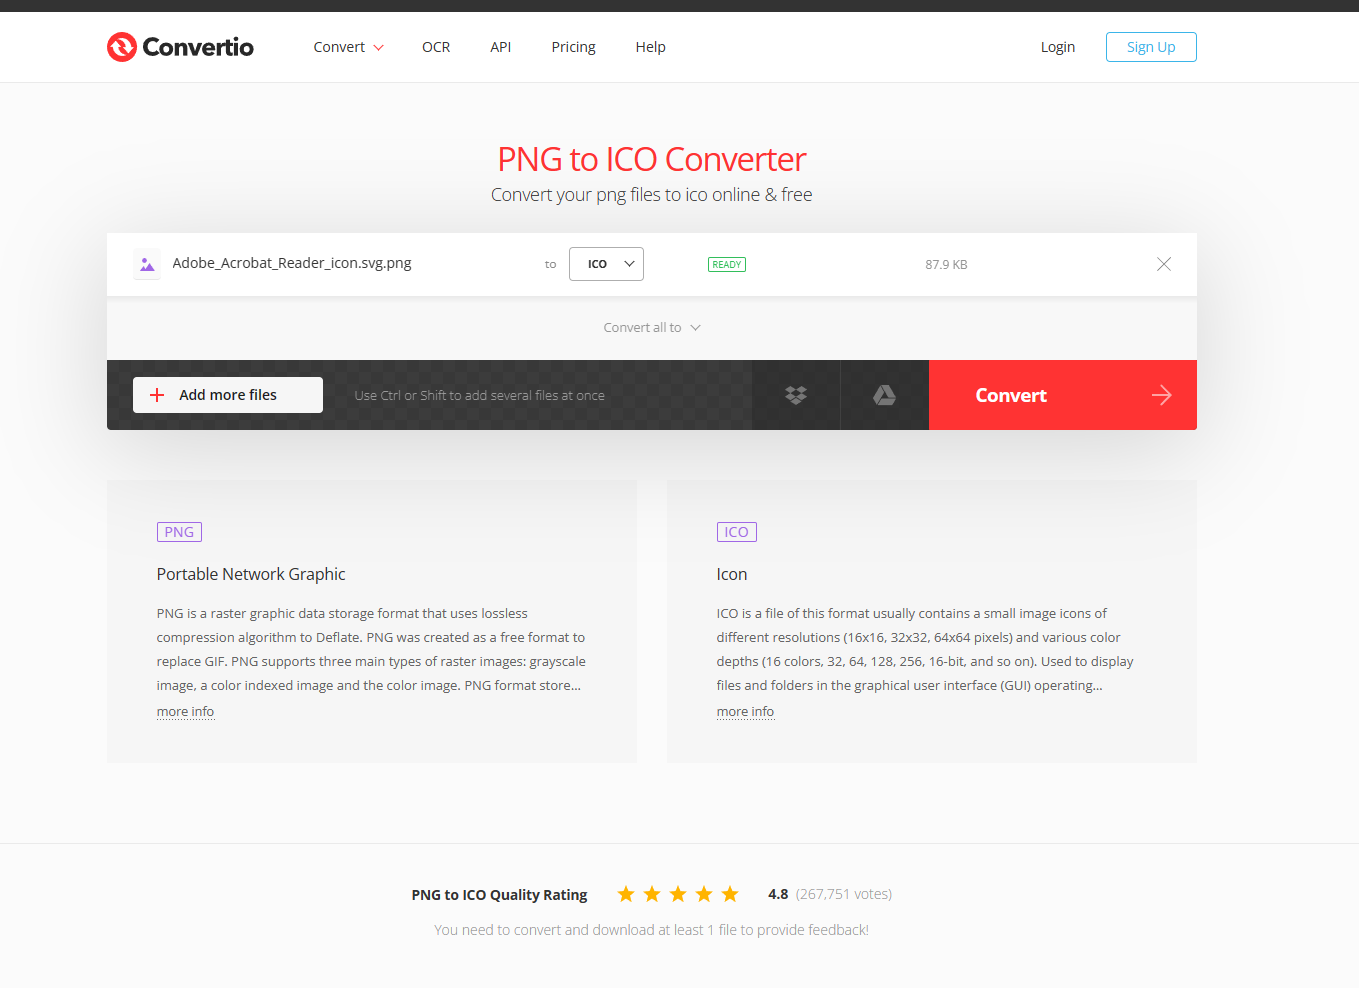 Convertio
Convert
OCR
API
Pricing
Help
Login
Sign Up
PNG to ICO Converter
Convert your png files to ico online & free
Adobe_Acrobat_Reader_icon.svg.png
to
ICO
READY
87.9 KB
Convert all to
Add more files
Use Ctrl or Shift to add several files at once
Convert
PNG
Portable Network Graphic
PNG is a raster graphic data storage format that uses lossless
compression algorithm to Deflate. PNG was created as a free format to
replace GIF. PNG supports three main types of raster images: grayscale
image, a color indexed image and the color image. PNG format store...
more info
ICO
Icon
ICO is a file of this format usually contains a small image icons of
different resolutions (16x16, 32x32, 64x64 pixels) and various color
depths (16 colors, 32, 64, 128, 256, 16-bit, and so on). Used to display
files and folders in the graphical user interface (GUI) operating...
more info
PNG to ICO Quality Rating
4.8 (267,751 votes)
You need to convert and download at least 1 file to provide feedback!